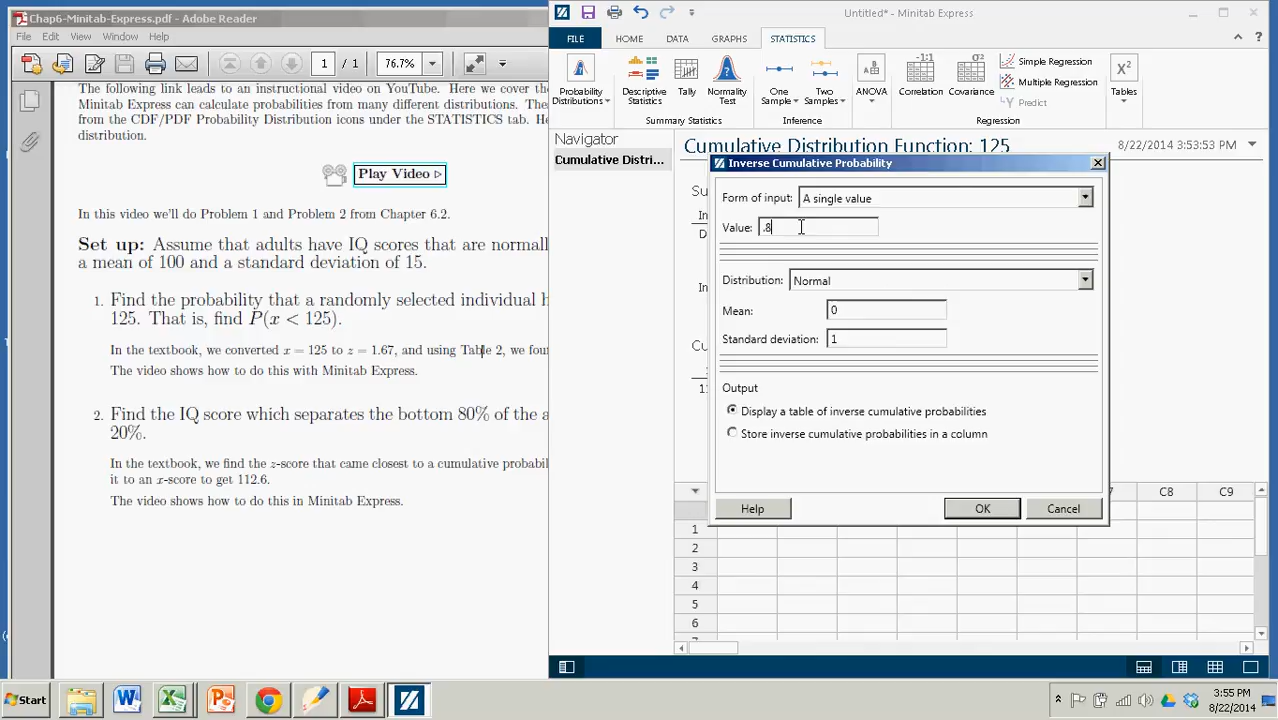 Chap6-Minitab-Express.pdf - Adobe Reader
File Edit View Window Help
1 / 1 76.7%
The following link leads to an instructional video on YouTube. Here we cover the
Minitab Express can calculate probabilities from many different distributions. The
from the CDF/PDF Probability Distribution icons under the STATISTICS tab. He
distribution.
Play Video
In this video we'll do Problem 1 and Problem 2 from Chapter 6.2.
Set up: Assume that adults have IQ scores that are normall
a mean of 100 and a standard deviation of 15.
1. Find the probability that a randomly selected individual h
125. That is, find P(x < 125).
In the textbook, we converted x = 125 to z = 1.67, and using Table 2, we four
The video shows how to do this with Minitab Express.
2. Find the IQ score which separates the bottom 80% of the a
20%.
In the textbook, we find the z-score that came closest to a cumulative probabil
it to an x-score to get 112.6.
The video shows how to do this in Minitab Express.
Untitled* - Minitab Express
FILE HOME DATA GRAPHS STATISTICS
Probability Distributions
Descriptive Statistics
Tally
Normality Test
One Sample
Two Samples
ANOVA
Correlation
Covariance
Simple Regression
Multiple Regression
Predict
Tables
Summary Statistics
Inference
Regression
Navigator
Cumulative Distri...
Cumulative Distribution Function: 125
8/22/2014 3:53:53 PM
Inverse Cumulative Probability
Form of input: A single value
Value: .8
Distribution: Normal
Mean: 0
Standard deviation: 1
Output
Display a table of inverse cumulative probabilities
Store inverse cumulative probabilities in a column
Help OK Cancel
C8 C9
1
2
3
4
5
6
Start
3:55 PM
8/22/2014